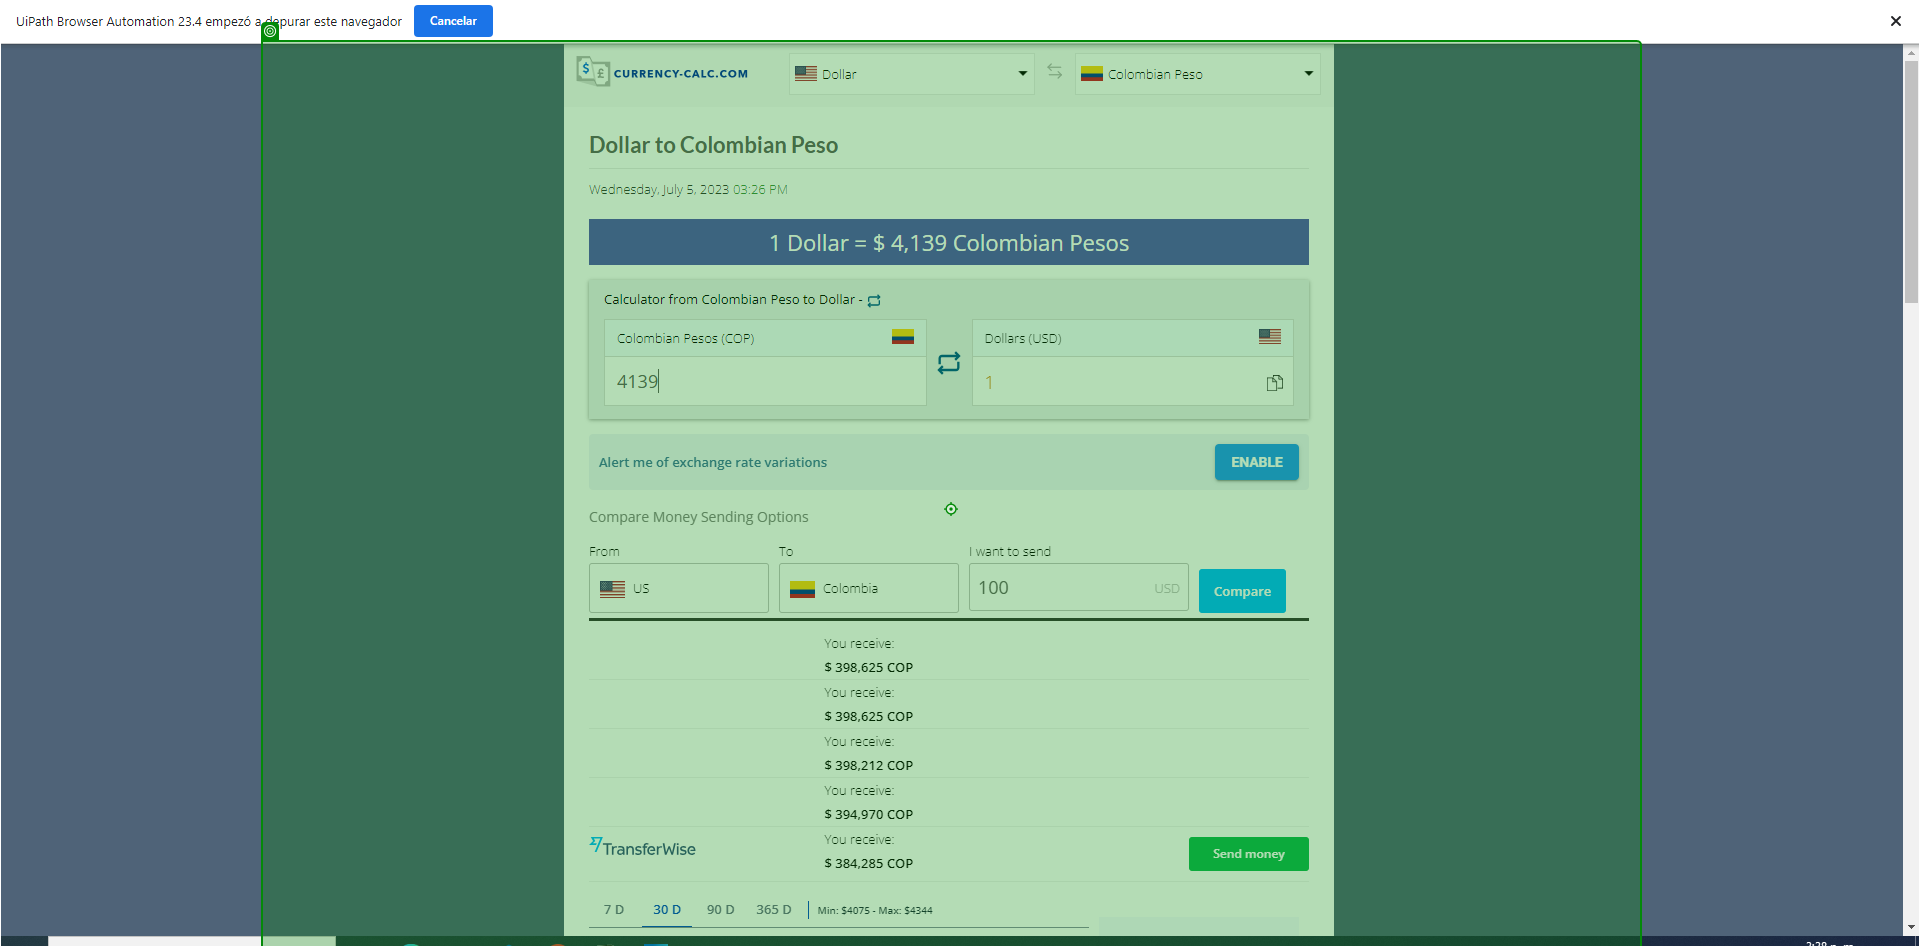 UiPath Browser Automation 23.4 empezó a depurar este navegador
Cancelar
CURRENCY-CALC.COM
Dollar
Colombian Peso
Dollar to Colombian Peso
Wednesday, July 5, 2023 03:26 PM
1 Dollar = $ 4,139 Colombian Pesos
Calculator from Colombian Peso to Dollar -
Colombian Pesos (COP)
Dollars (USD)
4139
1
Alert me of exchange rate variations
ENABLE
Compare Money Sending Options
From
To
I want to send
US
Colombia
100
USD
Compare
You receive:
$ 398,625 COP
You receive:
$ 398,625 COP
You receive:
$ 398,212 COP
You receive:
$ 394,970 COP
TransferWise
You receive:
$ 384,285 COP
Send money
7 D
30 D
90 D
365 D
Min: $4075 - Max: $4344